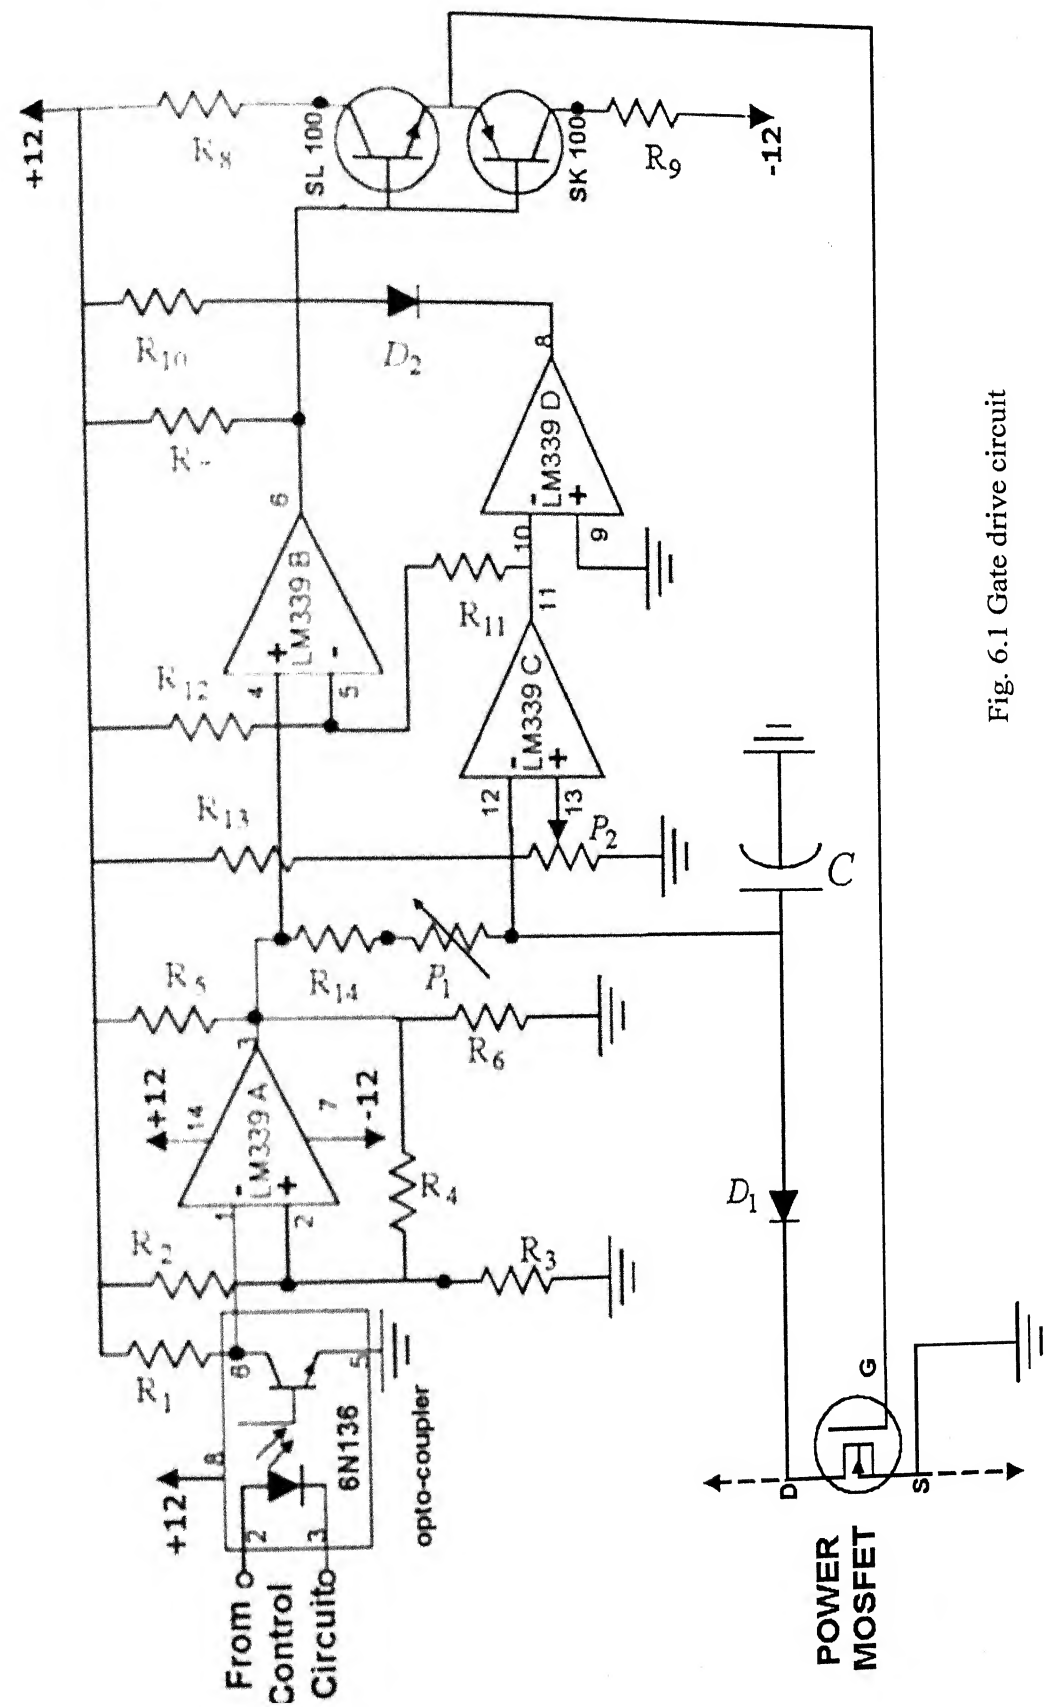 From
Control
Circuit
2
3
+12
8
6N136
opto-coupler
6
5
R1
R2
R3
R4
1
2
-
+
LM339 A
3
+12
14
7
-12
R5
R6
R14
P1
R13
P2
R12
4
5
+
-
LM339 B
6
12
13
-
+
LM339 C
11
R11
10
9
-
+
LM339 D
8
R10
D2
+12
R8
SL 100
SK 100
R9
-12
C
D1
D
G
S
POWER
MOSFET
Fig. 6.1 Gate drive circuit